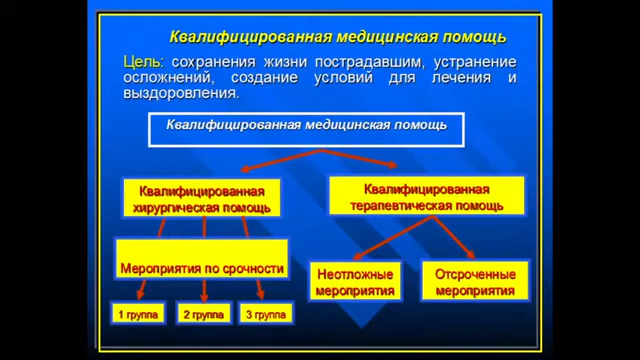 Квалифицированная медицинская помощь
Цель: сохранения жизни пострадавшим, устранение
осложнений, создание условий для лечения и
выздоровления.
Квалифицированная медицинская помощь
Квалифицированная
хирургическая помощь
Квалифицированная
терапевтическая помощь
Мероприятия по срочности
Неотложные
мероприятия
Отсроченные
мероприятия
1 группа
2 группа
3 группа